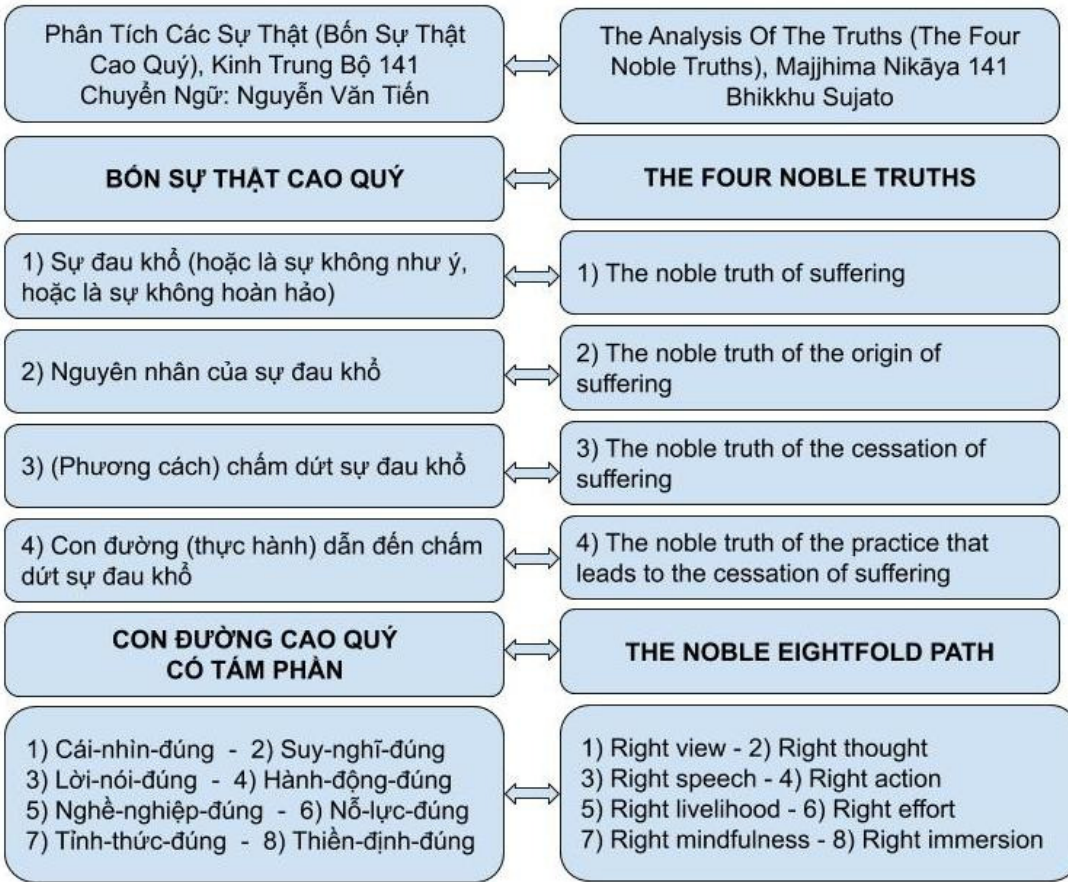 Phân Tích Các Sự Thật (Bốn Sự Thật
Cao Quý), Kinh Trung Bộ 141
Chuyển Ngữ: Nguyễn Văn Tiến
The Analysis Of The Truths (The Four
Noble Truths), Majjhima Nikāya 141
Bhikkhu Sujato
BỐN SỰ THẬT CAO QUÝ
THE FOUR NOBLE TRUTHS
1) Sự đau khổ (hoặc là sự không như ý,
hoặc là sự không hoàn hảo)
1) The noble truth of suffering
2) Nguyên nhân của sự đau khổ
2) The noble truth of the origin of
suffering
3) (Phương cách) chấm dứt sự đau khổ
3) The noble truth of the cessation of
suffering
4) Con đường (thực hành) dẫn đến chấm
dứt sự đau khổ
4) The noble truth of the practice that
leads to the cessation of suffering
CON ĐƯỜNG CAO QUÝ
CÓ TÁM PHẦN
THE NOBLE EIGHTFOLD PATH
1) Cái-nhìn-đúng - 2) Suy-nghĩ-đúng
3) Lời-nói-đúng - 4) Hành-động-đúng
5) Nghề-nghiệp-đúng - 6) Nỗ-lực-đúng
7) Tỉnh-thức-đúng - 8) Thiền-định-đúng
1) Right view - 2) Right thought
3) Right speech - 4) Right action
5) Right livelihood - 6) Right effort
7) Right mindfulness - 8) Right immersion